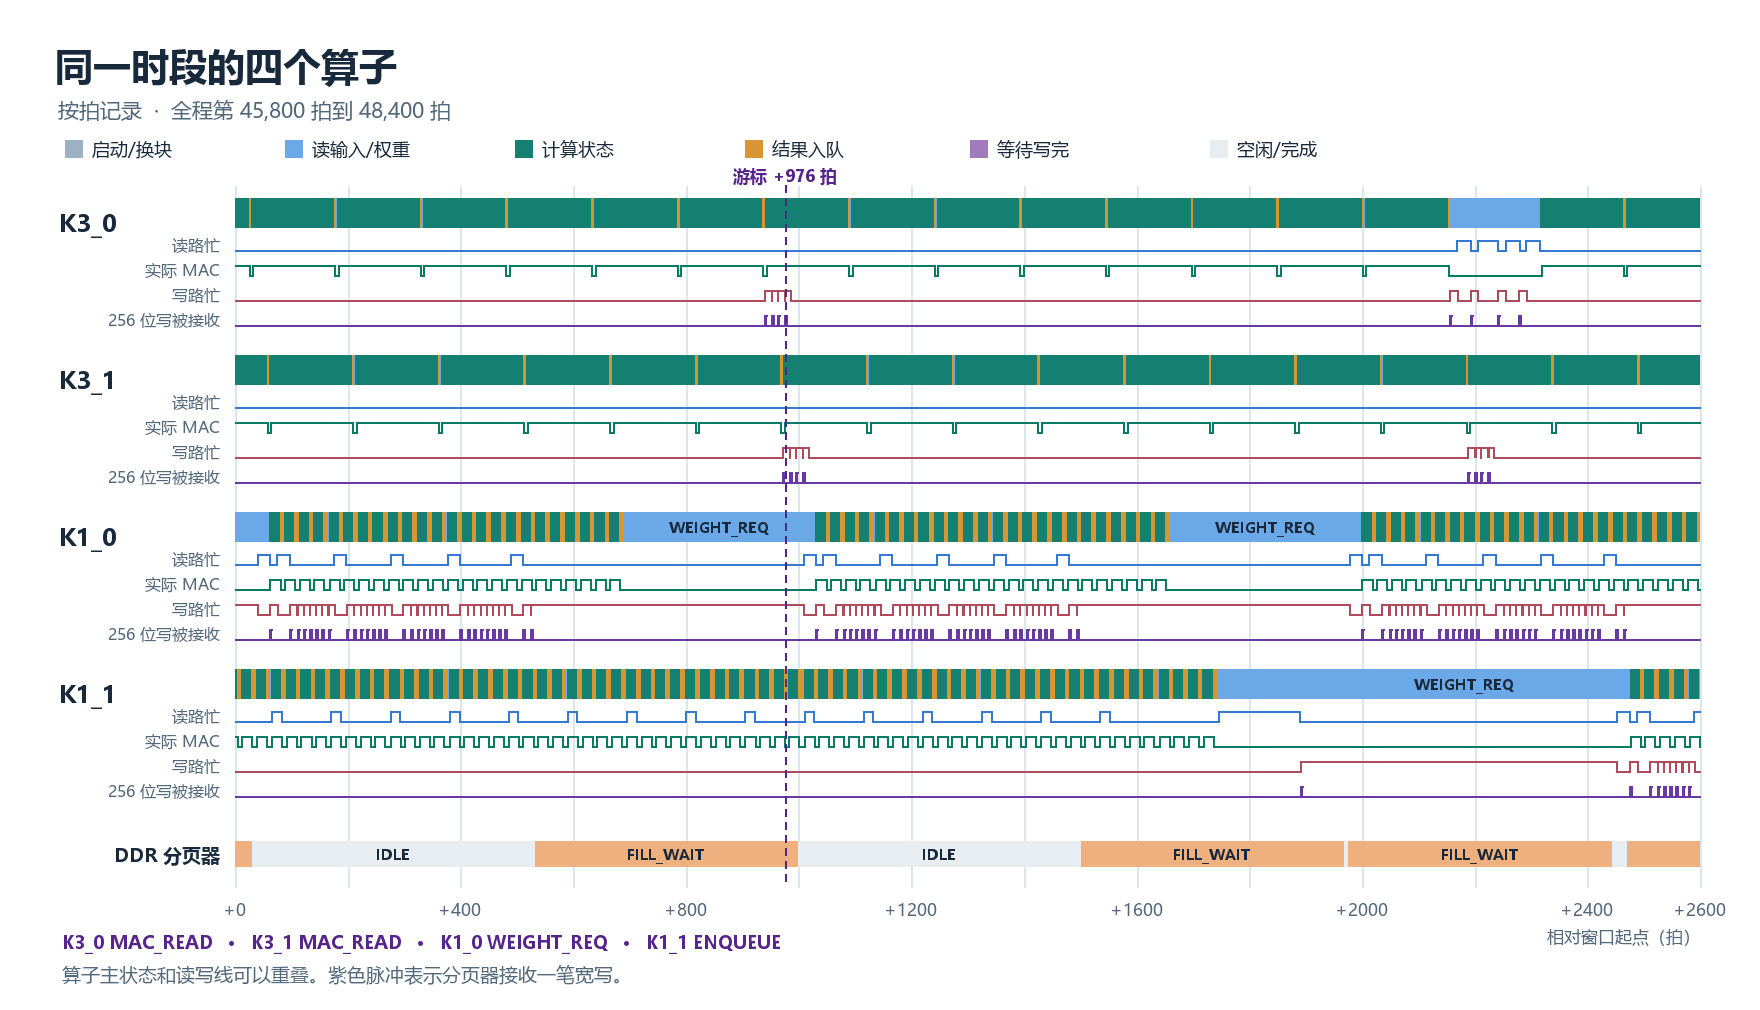 同一时段的四个算子
按拍记录 · 全程第 45,800 拍到 48,400 拍
启动/换块 读输入/权重 计算状态 结果入队 等待写完 空闲/完成
游标 +976 拍
K3_0
读路忙
实际 MAC
写路忙
256 位写被接收
K3_1
读路忙
实际 MAC
写路忙
256 位写被接收
K1_0
WEIGHT_REQ WEIGHT_REQ
读路忙
实际 MAC
写路忙
256 位写被接收
K1_1
WEIGHT_REQ
读路忙
实际 MAC
写路忙
256 位写被接收
DDR 分页器 IDLE FILL_WAIT IDLE FILL_WAIT FILL_WAIT
+0 +400 +800 +1200 +1600 +2000 +2400 +2600
相对窗口起点（拍）
K3_0 MAC_READ • K3_1 MAC_READ • K1_0 WEIGHT_REQ • K1_1 ENQUEUE
算子主状态和读写线可以重叠。紫色脉冲表示分页器接收一笔宽写。